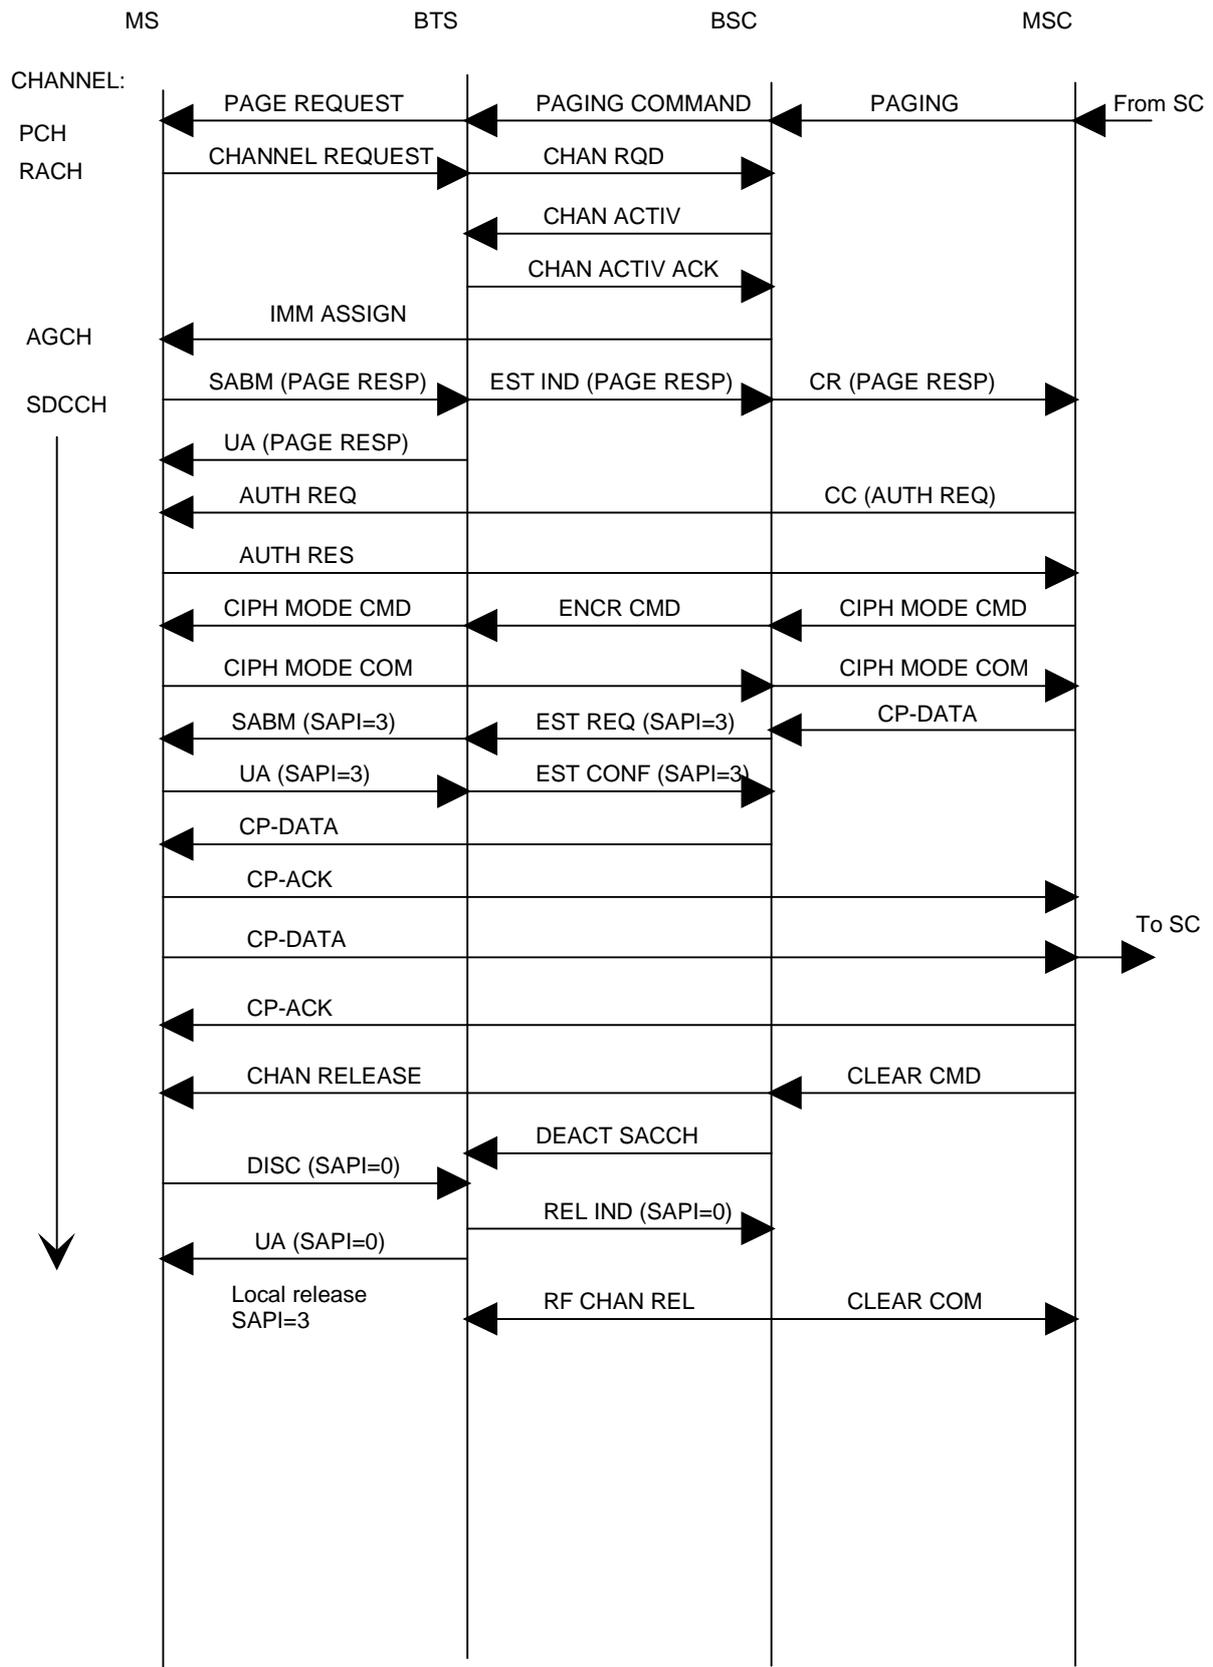 MS BTS BSC MSC
CHANNEL:
PAGE REQUEST PAGING COMMAND PAGING From SC
PCH
CHANNEL REQUEST CHAN RQD
RACH
CHAN ACTIV
CHAN ACTIV ACK
IMM ASSIGN
AGCH
SABM (PAGE RESP) EST IND (PAGE RESP) CR (PAGE RESP)
SDCCH
UA (PAGE RESP)
AUTH REQ CC (AUTH REQ)
AUTH RES
CIPH MODE CMD ENCR CMD CIPH MODE CMD
CIPH MODE COM CIPH MODE COM
SABM (SAPI=3) EST REQ (SAPI=3) CP-DATA
UA (SAPI=3) EST CONF (SAPI=3)
CP-DATA
CP-ACK
To SC
CP-DATA
CP-ACK
CHAN RELEASE CLEAR CMD
DEACT SACCH
DISC (SAPI=0)
REL IND (SAPI=0)
UA (SAPI=0)
Local release RF CHAN REL CLEAR COM
SAPI=3